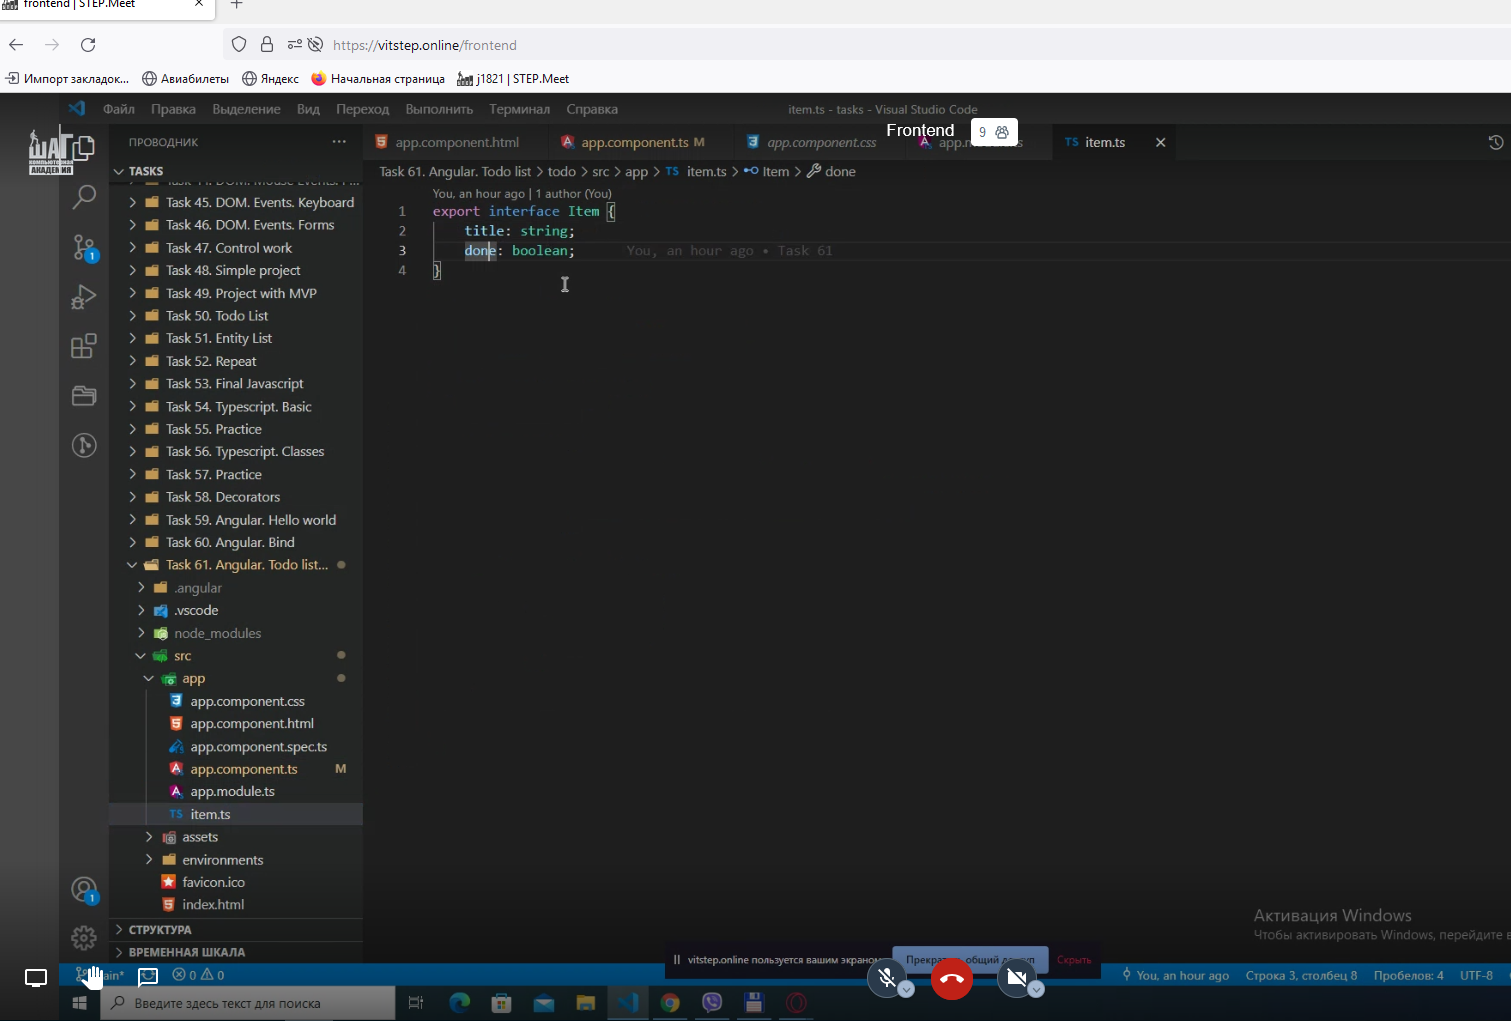 frontend | STEP.Meet
https://vitstep.online/frontend
Импорт закладок...
Авиабилеты
Яндекс
Начальная страница
j1821 | STEP.Meet
Файл Правка Выделение Вид Переход Выполнить Терминал Справка
item.ts - tasks - Visual Studio Code
Frontend
9
ШАГ
КОМПЬЮТЕРНАЯ
АКАДЕМИЯ
ПРОВОДНИК
app.component.html
app.component.ts M
app.component.css
item.ts
TASKS
Task 61. Angular. Todo list > todo > src > app > TS item.ts > Item > done
You, an hour ago | 1 author (You)
1 export interface Item {
2 title: string;
3 done: boolean; You, an hour ago • Task 61
4 }
Task 45. DOM. Events. Keyboard
Task 46. DOM. Events. Forms
Task 47. Control work
Task 48. Simple project
Task 49. Project with MVP
Task 50. Todo List
Task 51. Entity List
Task 52. Repeat
Task 53. Final Javascript
Task 54. Typescript. Basic
Task 55. Practice
Task 56. Typescript. Classes
Task 57. Practice
Task 58. Decorators
Task 59. Angular. Hello world
Task 60. Angular. Bind
Task 61. Angular. Todo list...
.angular
.vscode
node_modules
src
app
app.component.css
app.component.html
app.component.spec.ts
app.component.ts M
app.module.ts
TS item.ts
assets
environments
favicon.ico
index.html
СТРУКТУРА
ВРЕМЕННАЯ ШКАЛА
1
1
Активация Windows
Чтобы активировать Windows, перейдите в
vitstep.online пользуется вашим экраном
Скрыть
0 0
You, an hour ago
Строка 3, столбец 8
Пробелов: 4
UTF-8
Введите здесь текст для поиска